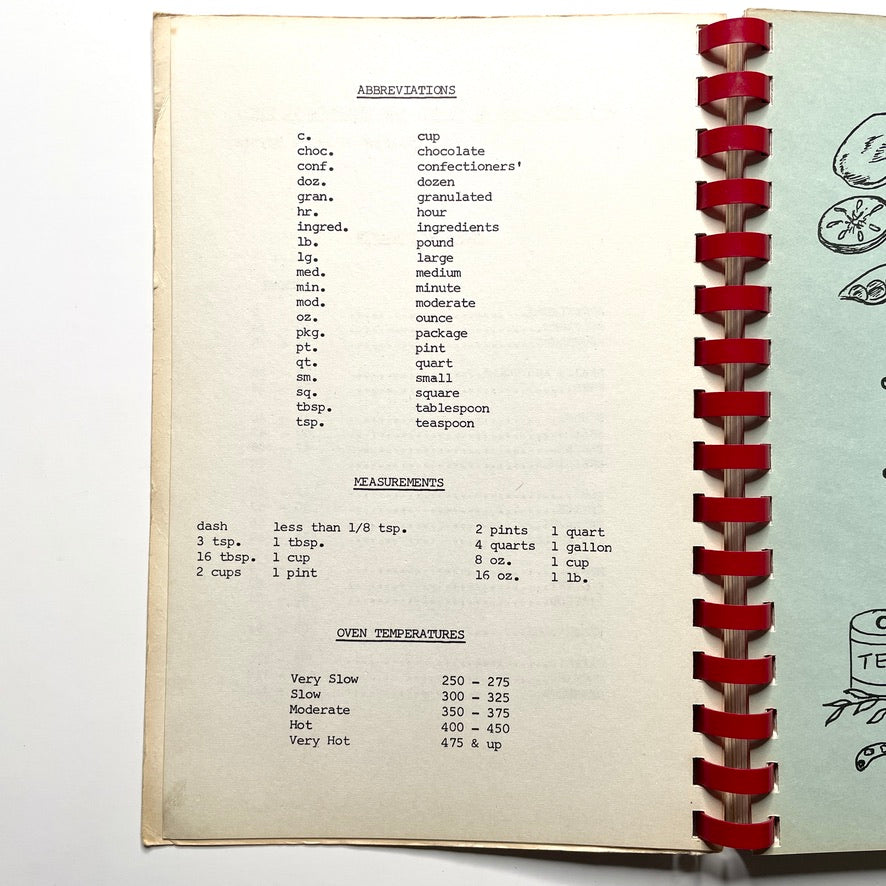 ABBREVIATIONS
c. cup
choc. chocolate
conf. confectioners'
doz. dozen
gran. granulated
hr. hour
ingred. ingredients
lb. pound
lg. large
med. medium
min. minute
mod. moderate
oz. ounce
pkg. package
pt. pint
qt. quart
sm. small
sq. square
tbsp. tablespoon
tsp. teaspoon
MEASUREMENTS
dash less than 1/8 tsp. 2 pints 1 quart
3 tsp. 1 tbsp. 4 quarts 1 gallon
16 tbsp. 1 cup 8 oz. 1 cup
2 cups 1 pint 16 oz. 1 lb.
OVEN TEMPERATURES
Very Slow 250 - 275
Slow 300 - 325
Moderate 350 - 375
Hot 400 - 450
Very Hot 475 & up